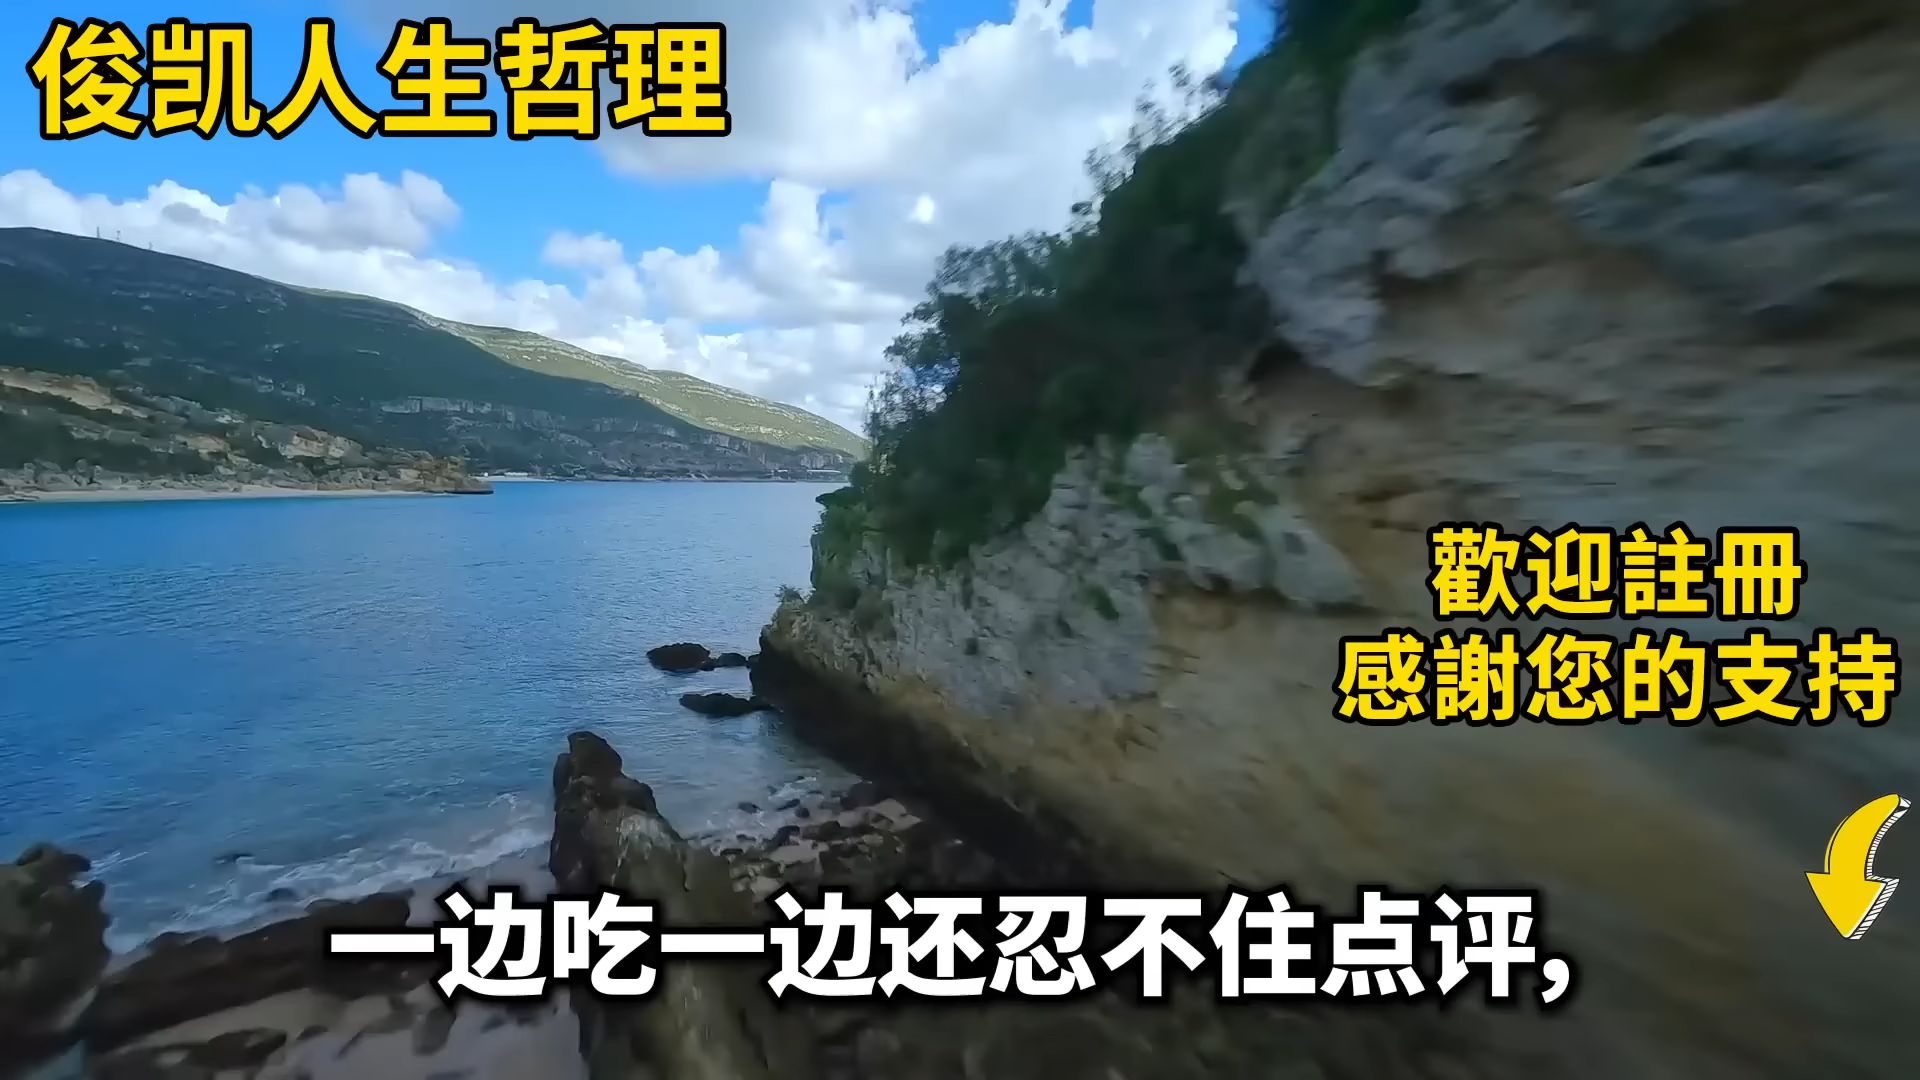 俊凯人生哲理
歡迎註冊
感謝您的支持
一边吃一边还忍不住点评,